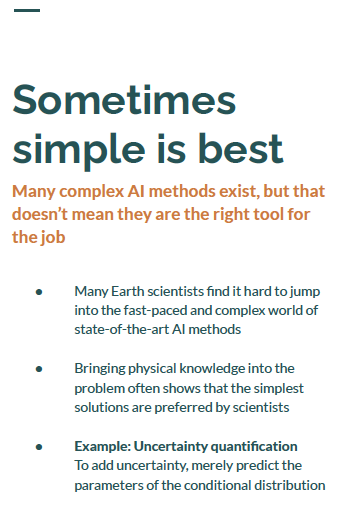 Sometimes
simple is best
Many complex AI methods exist, but that
doesn’t mean they are the right tool for
the job
● Many Earth scientists find it hard to jump
into the fast-paced and complex world of
state-of-the-art AI methods
● Bringing physical knowledge into the
problem often shows that the simplest
solutions are preferred by scientists
● Example: Uncertainty quantification
To add uncertainty, merely predict the
parameters of the conditional distribution